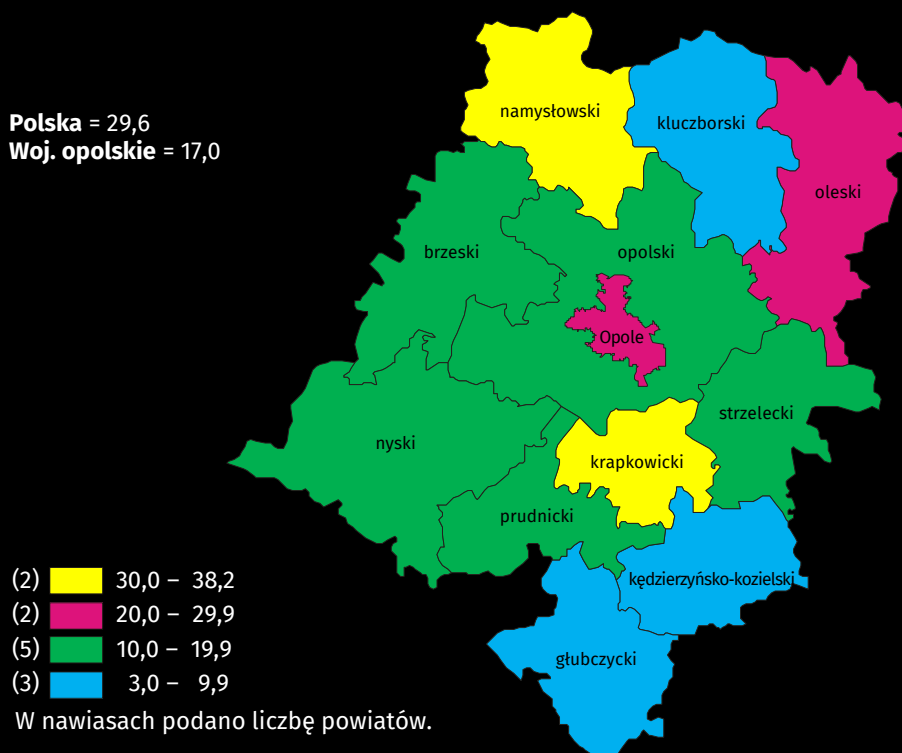 Polska = 29,6
Woj. opolskie = 17,0
namysłowski
kluczborski
oleski
brzeski
opolski
Opole
strzelecki
nyski
krapkowicki
prudnicki
kędzierzyńsko-kozielski
głubczycki
(2) 30,0 – 38,2
(2) 20,0 – 29,9
(5) 10,0 – 19,9
(3) 3,0 – 9,9
W nawiasach podano liczbę powiatów.